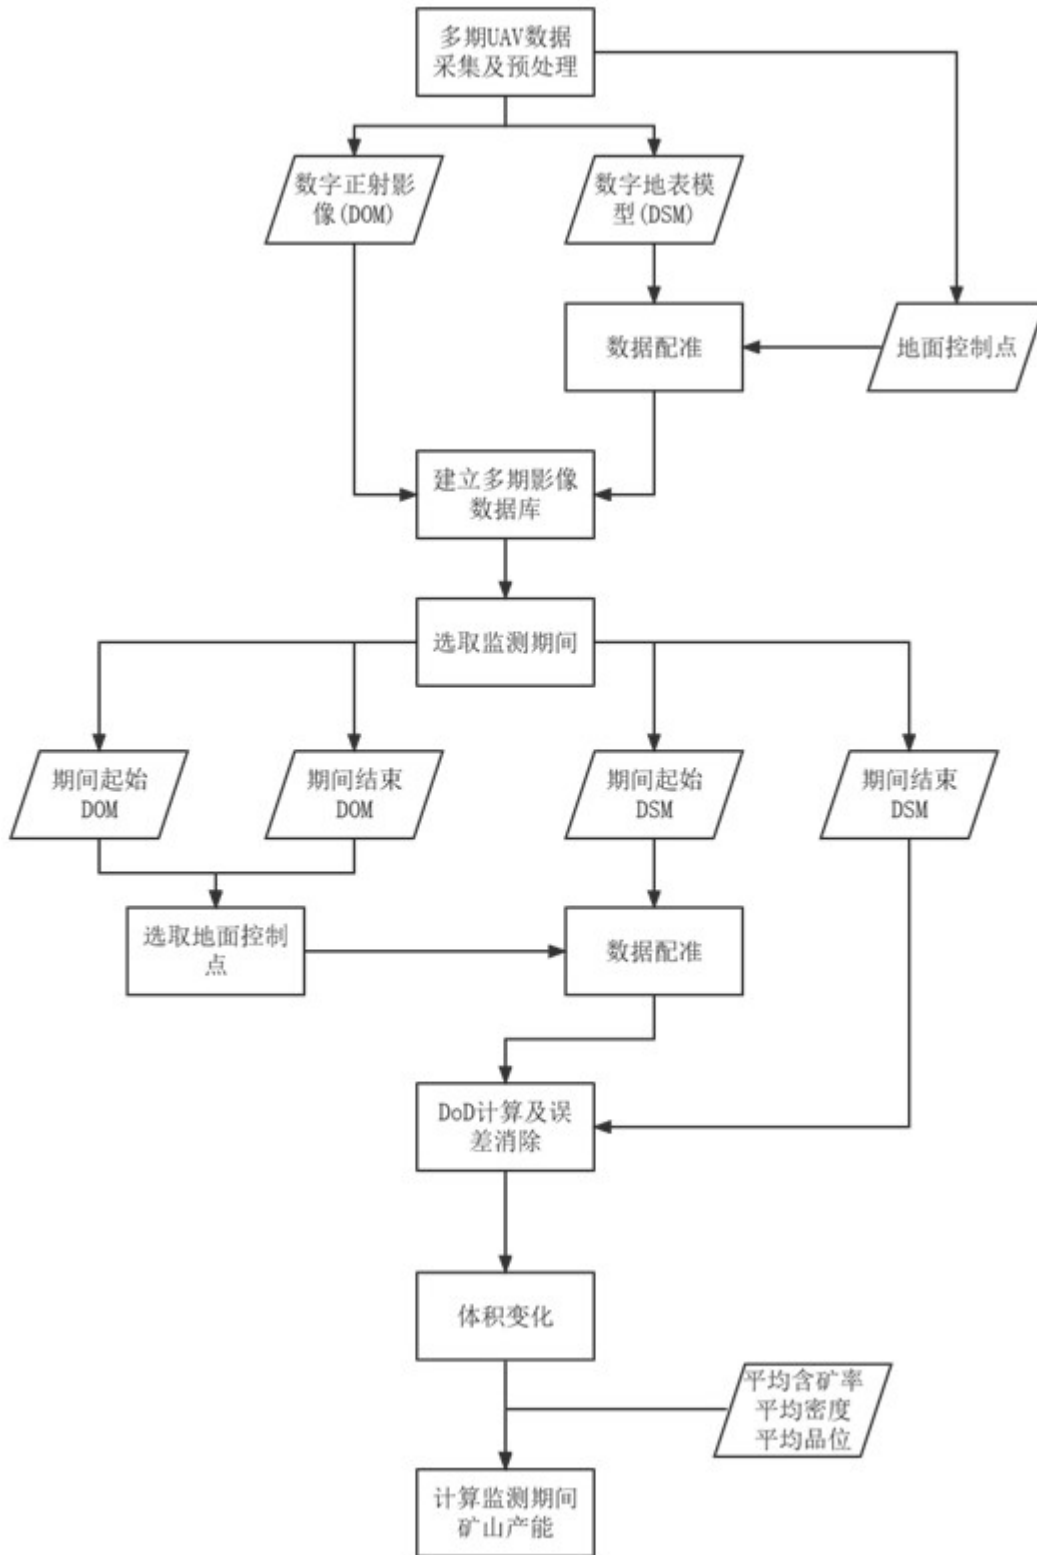 多期UAV数据
采集及预处理
数字正射影
像(DOM)
数字地表模
型(DSM)
数据配准
地面控制点
建立多期影像
数据库
选取监测期间
期间起始
DOM
期间结束
DOM
期间起始
DSM
期间结束
DSM
选取地面控制
点
数据配准
DoD计算及误
差消除
体积变化
平均含矿率
平均密度
平均品位
计算监测期间
矿山产能